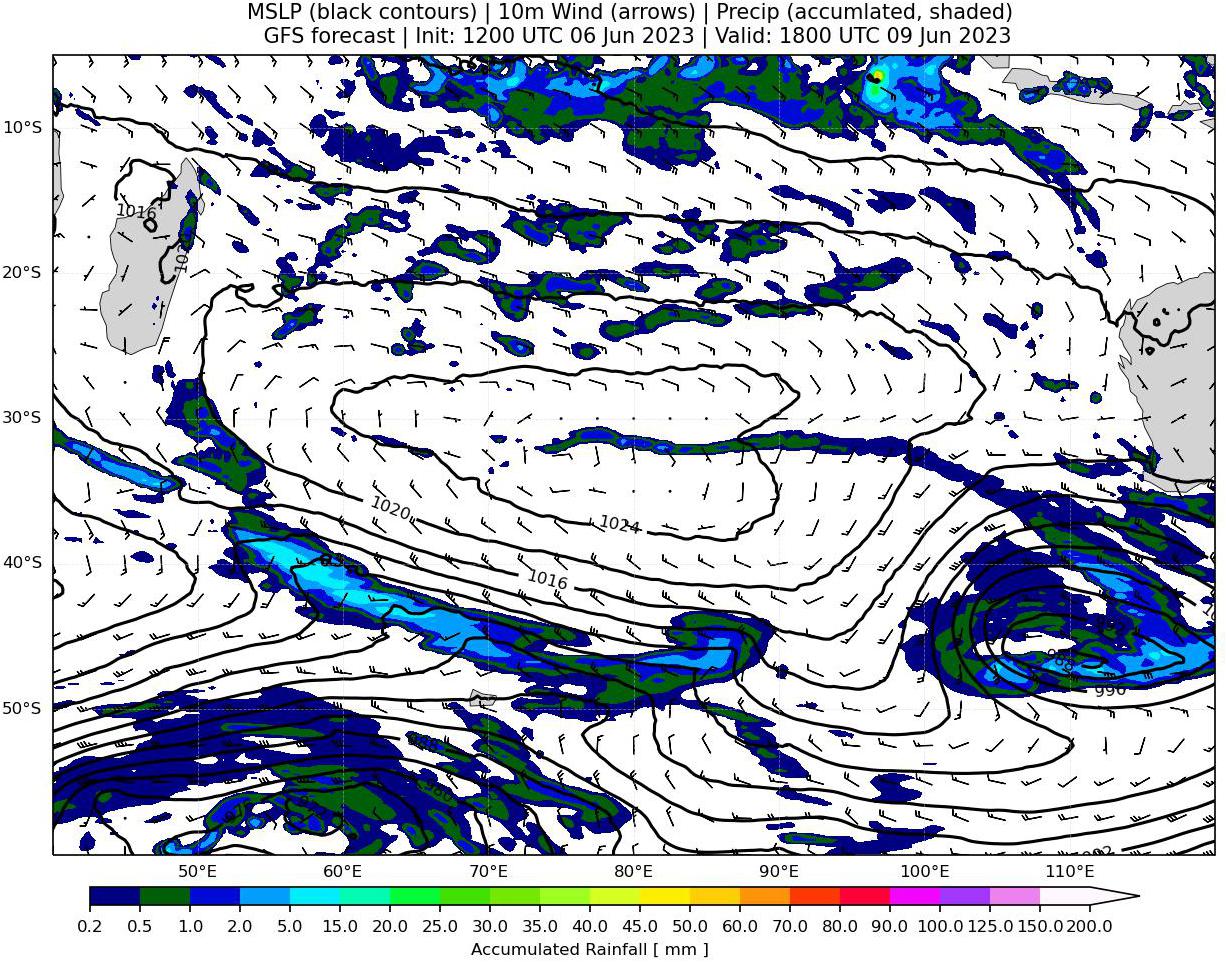 MSLP (black contours) | 10m Wind (arrows) | Precip (accumlated, shaded)
GFS forecast | Init: 1200 UTC 06 Jun 2023 | Valid: 1800 UTC 09 Jun 2023
10°S
1016
20°S
30°S
1020
1024
40°S
1016
990
50°S
50°E 60°E 70°E 80°E 90°E 100°E 110°E
0.2 0.5 1.0 2.0 5.0 10.0 15.0 20.0 25.0 30.0 35.0 40.0 45.0 50.0 60.0 70.0 80.0 90.0 100.0 125.0 150.0 200.0
Accumulated Rainfall [ mm ]